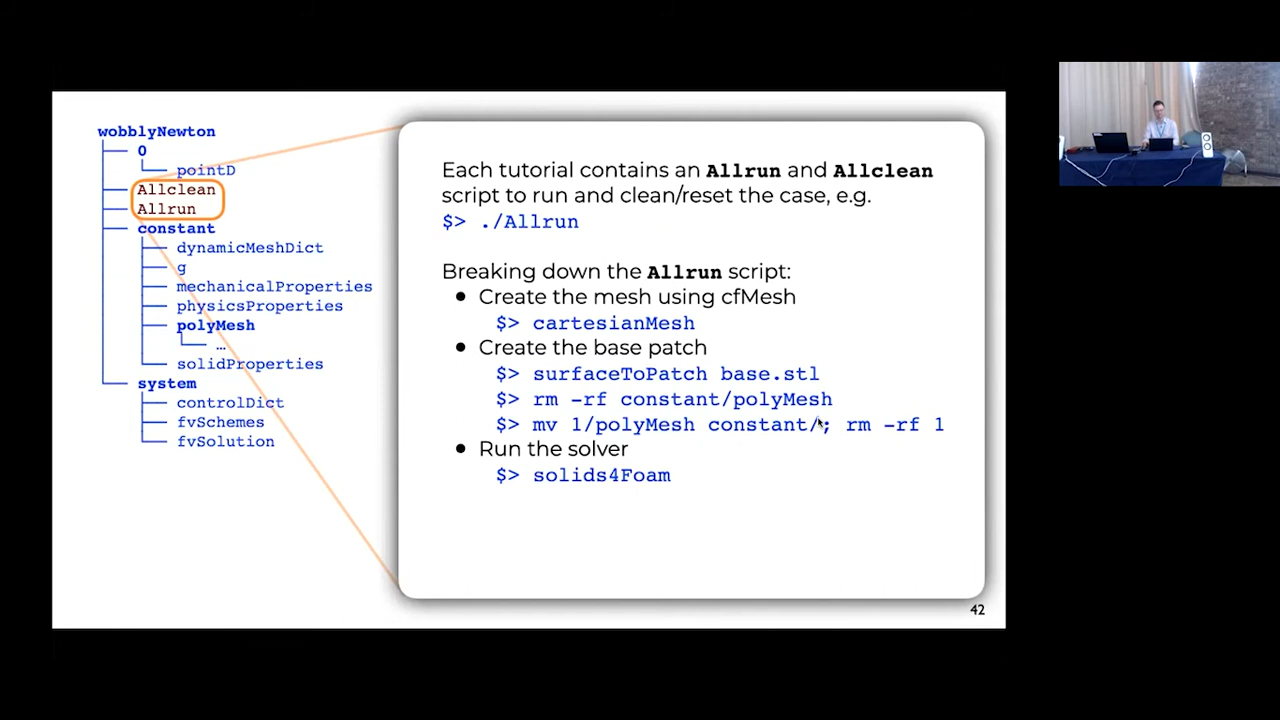 wobblyNewton
0
pointD
Allclean
Allrun
constant
dynamicMeshDict
g
mechanicalProperties
physicsProperties
polyMesh
…
solidProperties
system
controlDict
fvSchemes
fvSolution
Each tutorial contains an Allrun and Allclean
script to run and clean/reset the case, e.g.
$> ./Allrun
Breaking down the Allrun script:
• Create the mesh using cfMesh
$> cartesianMesh
• Create the base patch
$> surfaceToPatch base.stl
$> rm -rf constant/polyMesh
$> mv 1/polyMesh constant/; rm -rf 1
• Run the solver
$> solids4Foam
42